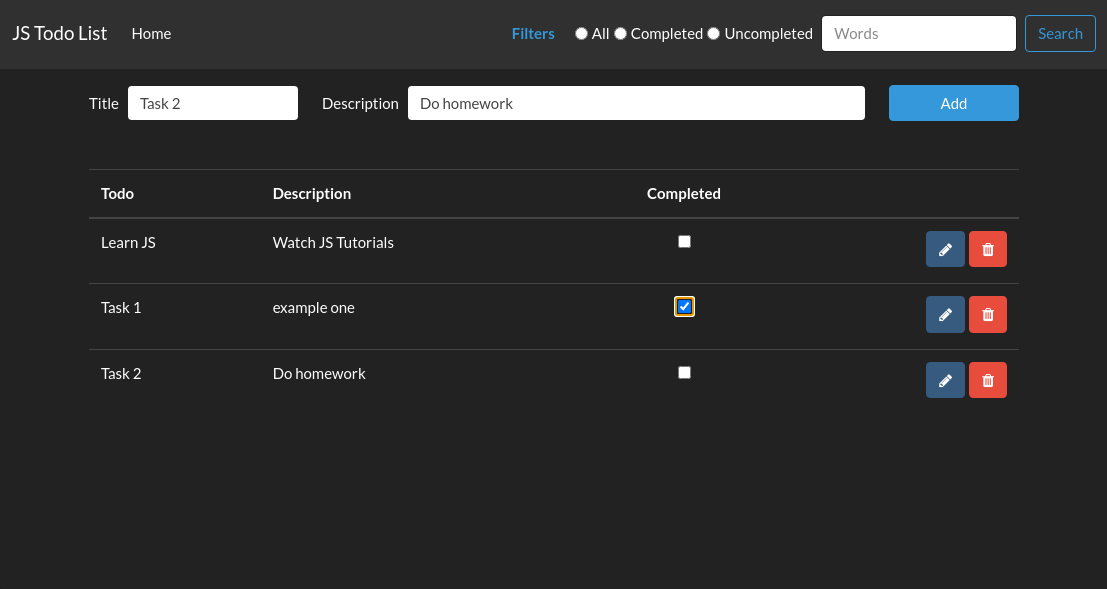 JS Todo List Home Filters All Completed Uncompleted Words Search
Title Task 2 Description Do homework Add
Todo Description Completed
Learn JS Watch JS Tutorials
Task 1 example one
Task 2 Do homework